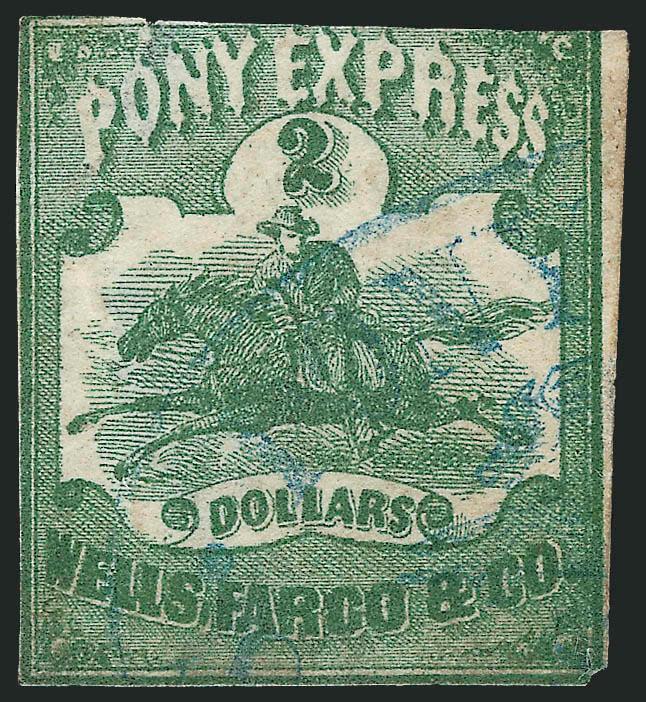 PONY EXPRESS
2
DOLLARS
WELLS, FARGO & CO.